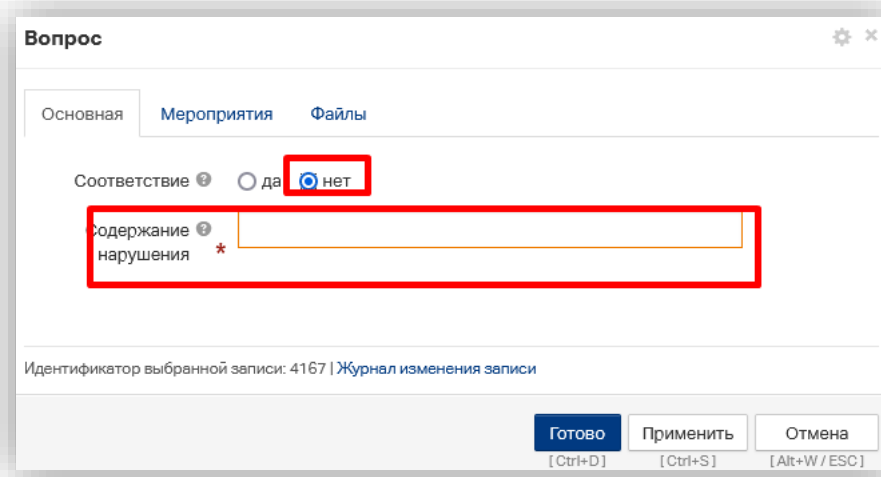 Вопрос
Основная Мероприятия Файлы
Соответствие да нет
Содержание
нарушения *
Идентификатор выбранной записи: 4167 | Журнал изменения записи
Готово Применить Отмена
[Ctrl+D] [Ctrl+S] [Alt+W / ESC]